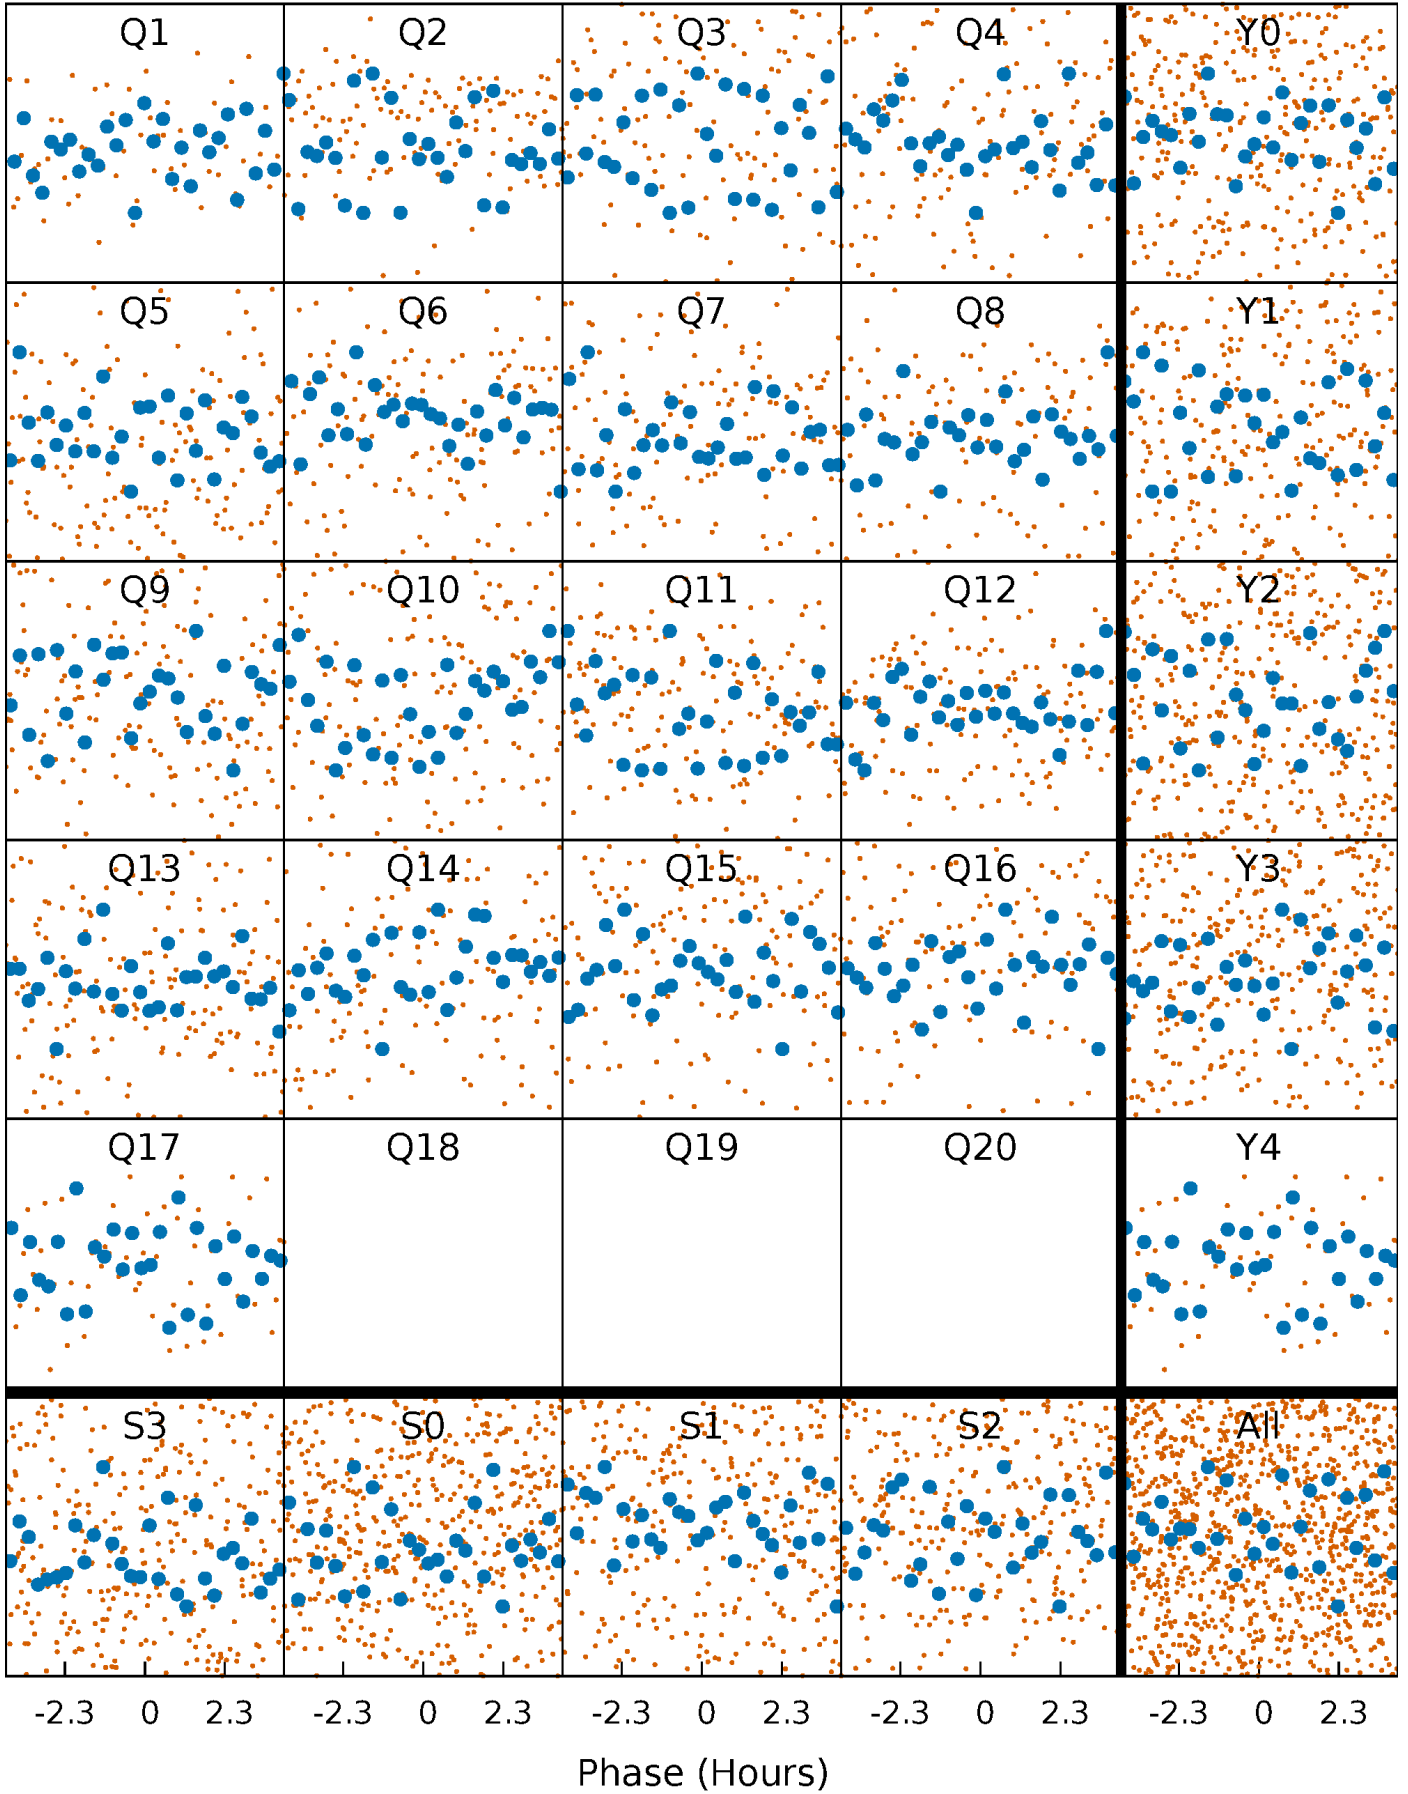 Q1 Q2 Q3 Q4 Y0
Q5 Q6 Q7 Q8 Y1
Q9 Q10 Q11 Q12 Y2
Q13 Q14 Q15 Q16 Y3
Q17 Q18 Q19 Q20 Y4
S3 S0 S1 S2 All
-2.3 0 2.3 -2.3 0 2.3 -2.3 0 2.3 -2.3 0 2.3 -2.3 0 2.3
Phase (Hours)